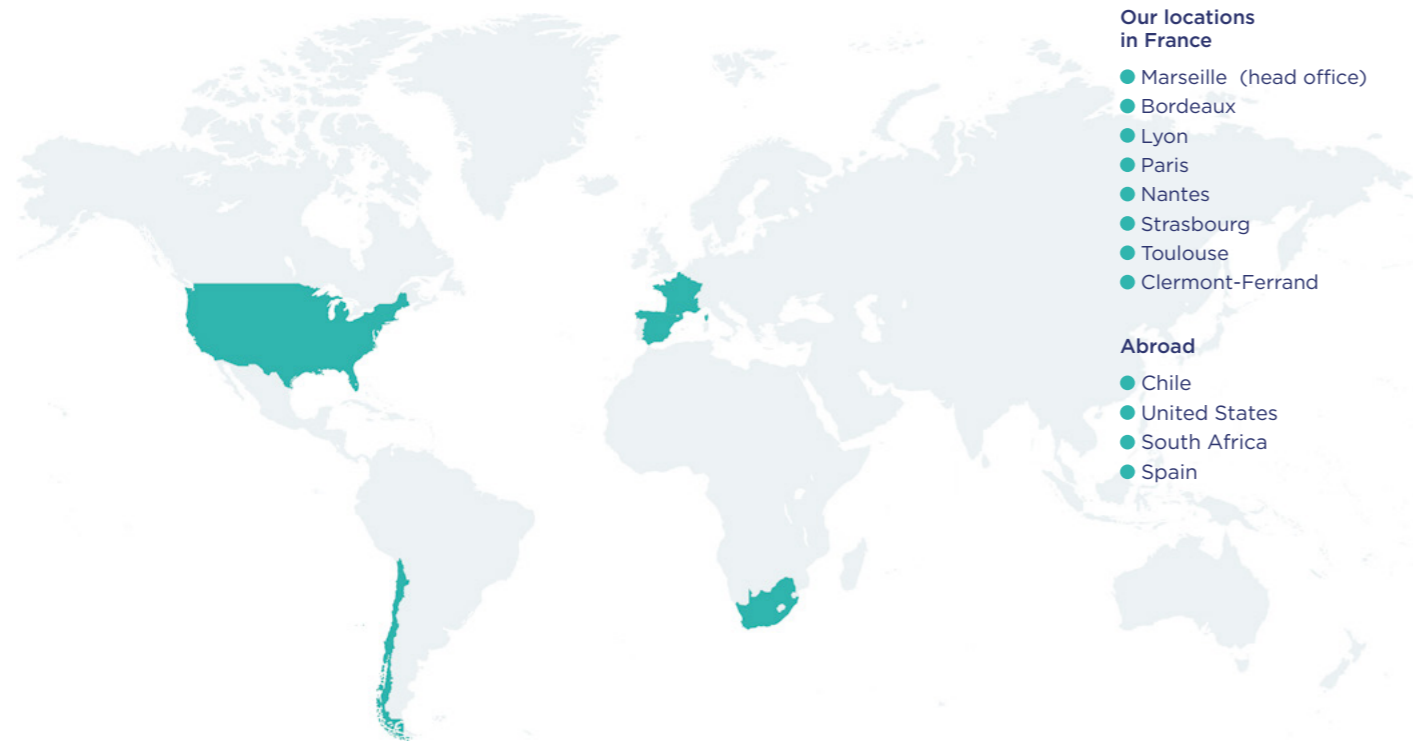 Our locations
in France
Marseille (head office)
Bordeaux
Lyon
Paris
Nantes
Strasbourg
Toulouse
Clermont-Ferrand
Abroad
Chile
United States
South Africa
Spain